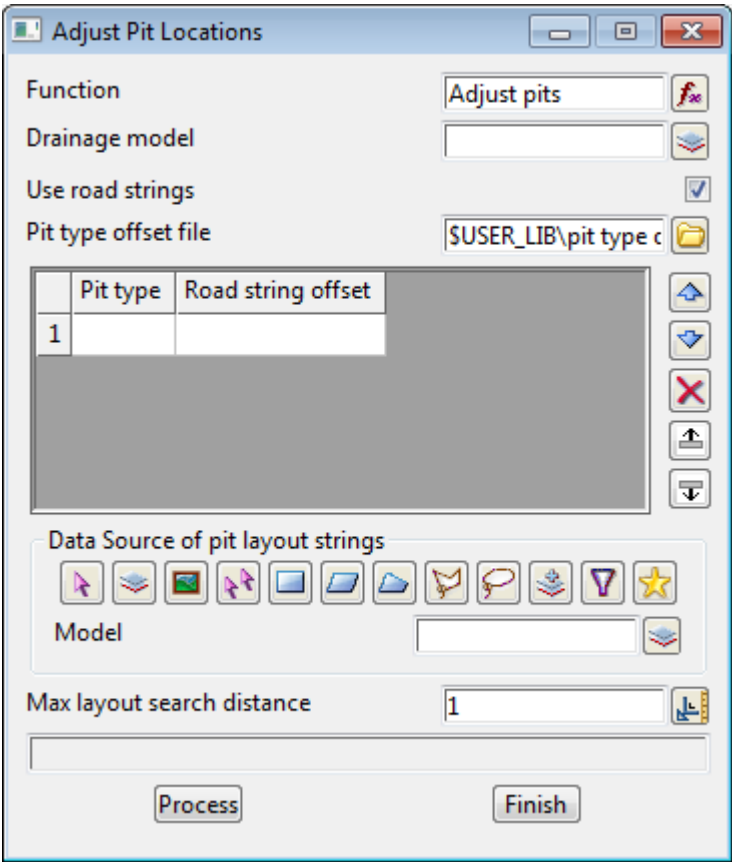 Adjust Pit Locations
Function Adjust pits
Drainage model
Use road strings
Pit type offset file $USER_LIB\pit type
Pit type Road string offset
1
Data Source of pit layout strings
Model
Max layout search distance 1
Process Finish